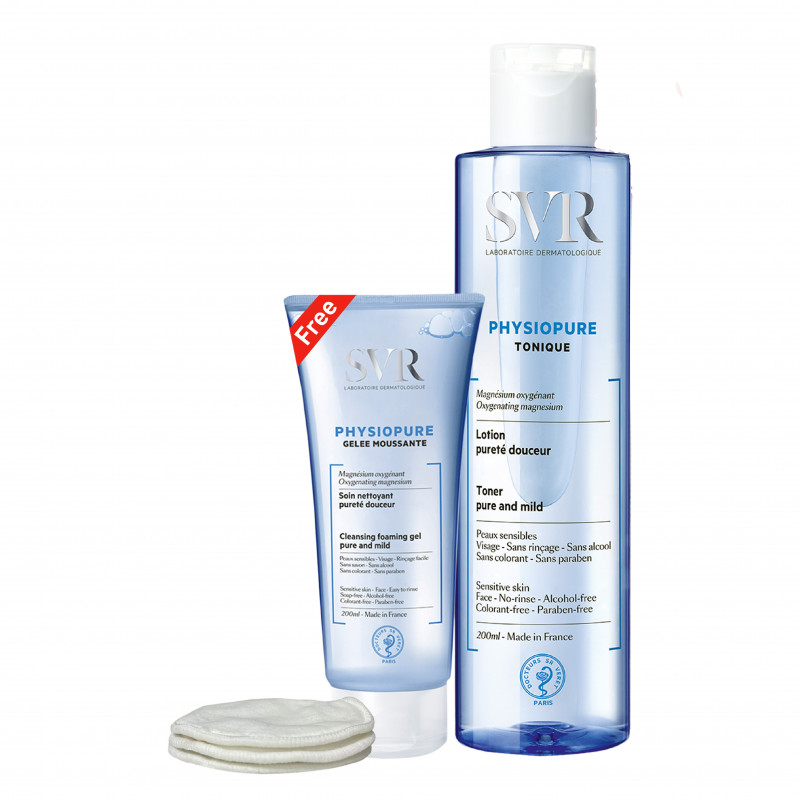 Free
SVR
LABORATOIRE DERMATOLOGIQUE
PHYSIOPURE
GELEE MOUSSANTE
Magnésium oxygénant
Oxygenating magnesium
Soin nettoyant
pureté douceur
Cleansing foaming gel
pure and mild
Peaux sensibles - Visage - Rinçage facile
Sans savon - Sans alcool
Sans colorant - Sans paraben
Sensitive skin - Face - Easy to rinse
Soap-free - Alcohol-free
Colorant-free - Paraben-free
200ml - Made in France
PARIS
SVR
LABORATOIRE DERMATOLOGIQUE
PHYSIOPURE
TONIQUE
Magnésium oxygénant
Oxygenating magnesium
Lotion
pureté douceur
Toner
pure and mild
Peaux sensibles
Visage - Sans rinçage - Sans alcool
Sans colorant - Sans paraben
Sensitive skin
Face - No-rinse - Alcohol-free
Colorant-free - Paraben-free
200ml - Made in France
DOCTEURS SR VERET
PARIS